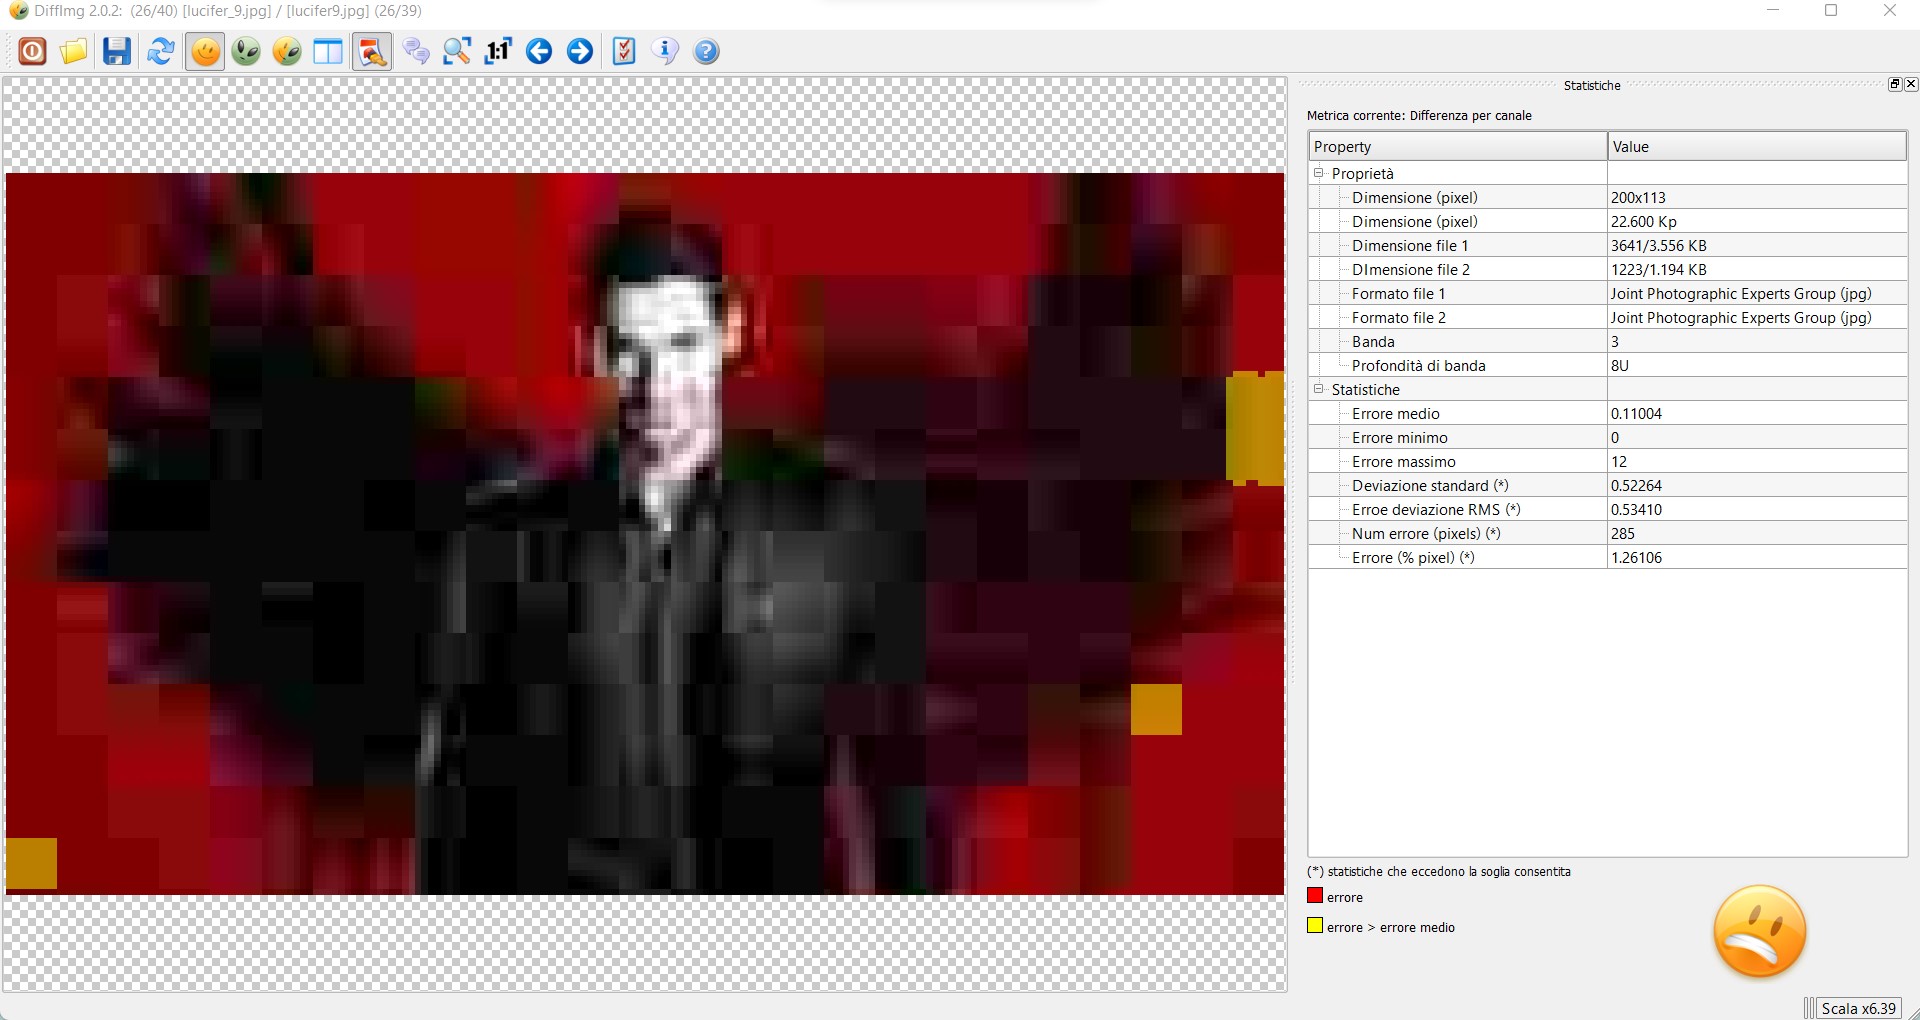 DiffImg 2.0.2: (26/40) [lucifer_9.jpg] / [lucifer9.jpg] (26/39)
1:1
Statistiche
Metrica corrente: Differenza per canale
Property Value
Proprietà
Dimensione (pixel) 200x113
Dimensione (pixel) 22.600 Kp
Dimensione file 1 3641/3.556 KB
DImensione file 2 1223/1.194 KB
Formato file 1 Joint Photographic Experts Group (jpg)
Formato file 2 Joint Photographic Experts Group (jpg)
Banda 3
Profondità di banda 8U
Statistiche
Errore medio 0.11004
Errore minimo 0
Errore massimo 12
Deviazione standard (*) 0.52264
Erroe deviazione RMS (*) 0.53410
Num errore (pixels) (*) 285
Errore (% pixel) (*) 1.26106
(*) statistiche che eccedono la soglia consentita
errore
errore > errore medio
Scala x6.39